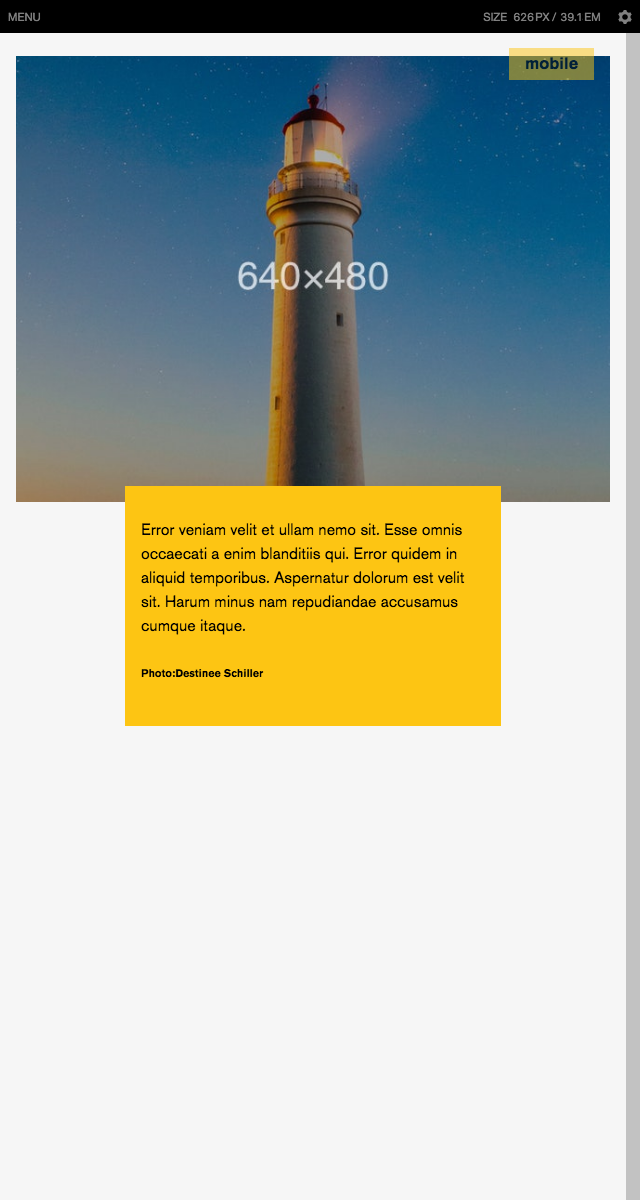 MENU
SIZE 626PX / 39.1EM
mobile
640×480
Error veniam velit et ullam nemo sit. Esse omnis
occaecati a enim blanditiis qui. Error quidem in
aliquid temporibus. Aspernatur dolorum est velit
sit. Harum minus nam repudiandae accusamus
cumque itaque.
Photo:Destinee Schiller